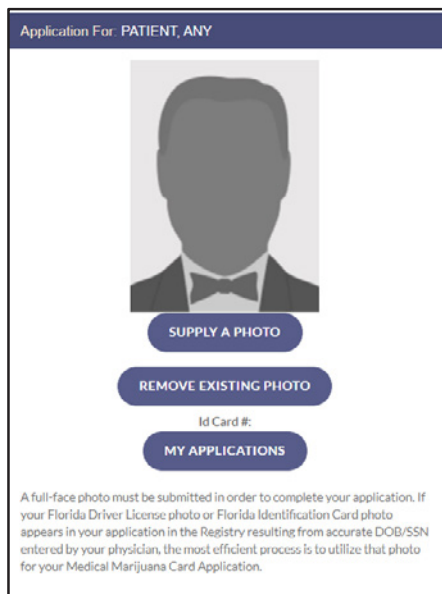 Application For: PATIENT, ANY
SUPPLY A PHOTO
REMOVE EXISTING PHOTO
Id Card #:
MY APPLICATIONS
A full-face photo must be submitted in order to complete your application. If
your Florida Driver License photo or Florida Identification Card photo
appears in your application in the Registry resulting from accurate DOB/SSN
entered by your physician, the most efficient process is to utilize that photo
for your Medical Marijuana Card Application.